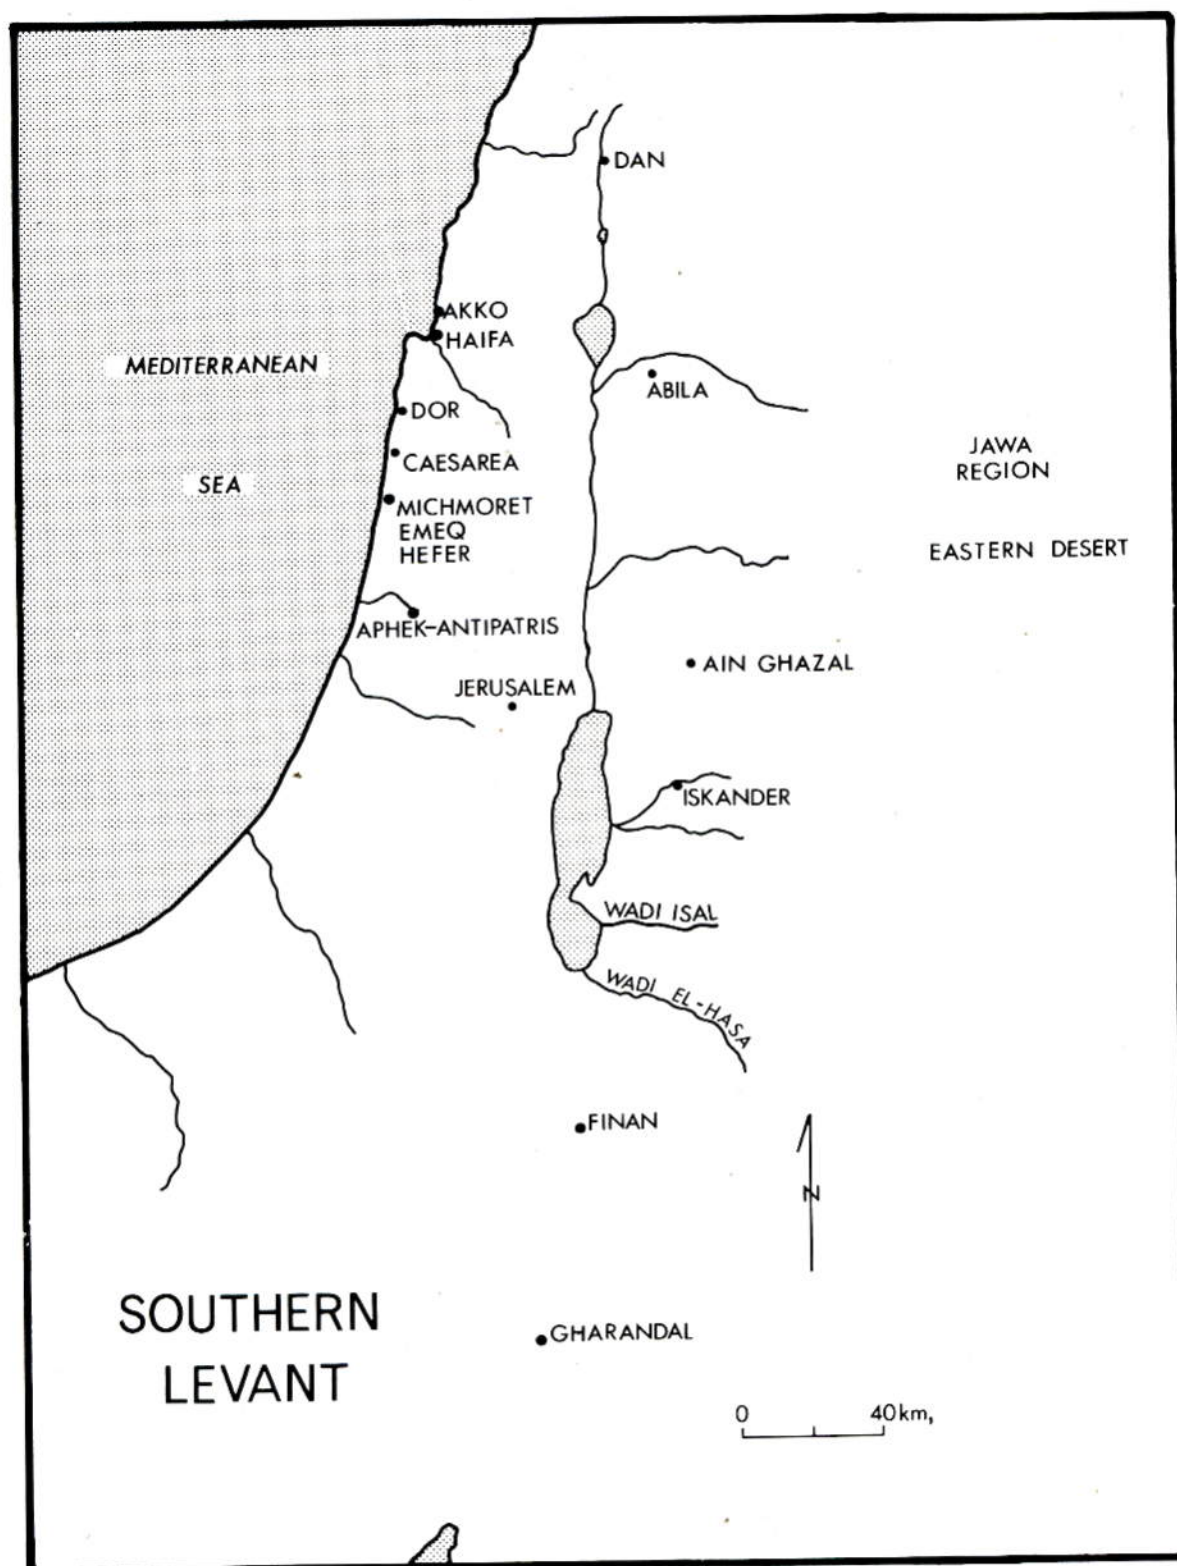 DAN
AKKO
HAIFA
MEDITERRANEAN
SEA
ABILA
DOR
JAWA
REGION
CAESAREA
MICHMORET
EMEQ
HEFER
EASTERN DESERT
APHEK-ANTIPATRIS
AIN GHAZAL
JERUSALEM
ISKANDER
WADI ISAL
WADI EL-HASA
FINAN
N
SOUTHERN
LEVANT
GHARANDAL
0 40km,